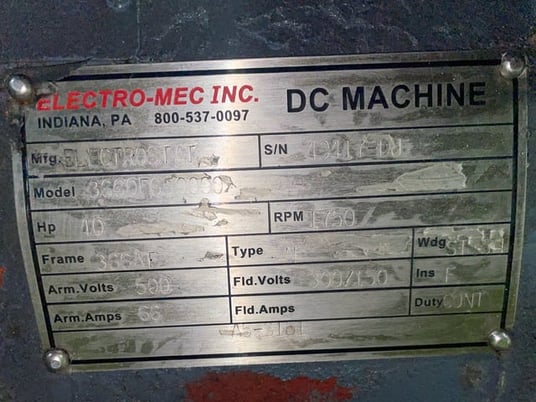 ELECTRO-MEC INC. DC MACHINE
INDIANA, PA 800-537-0097
Mfg. ELECTROSTAT S/N
Model
Hp 40 RPM 1750
Frame 366AT Type Wdg
Arm.Volts 500 Fld.Volts 300/150 Ins F
Arm.Amps 66 Fld.Amps Duty CONT